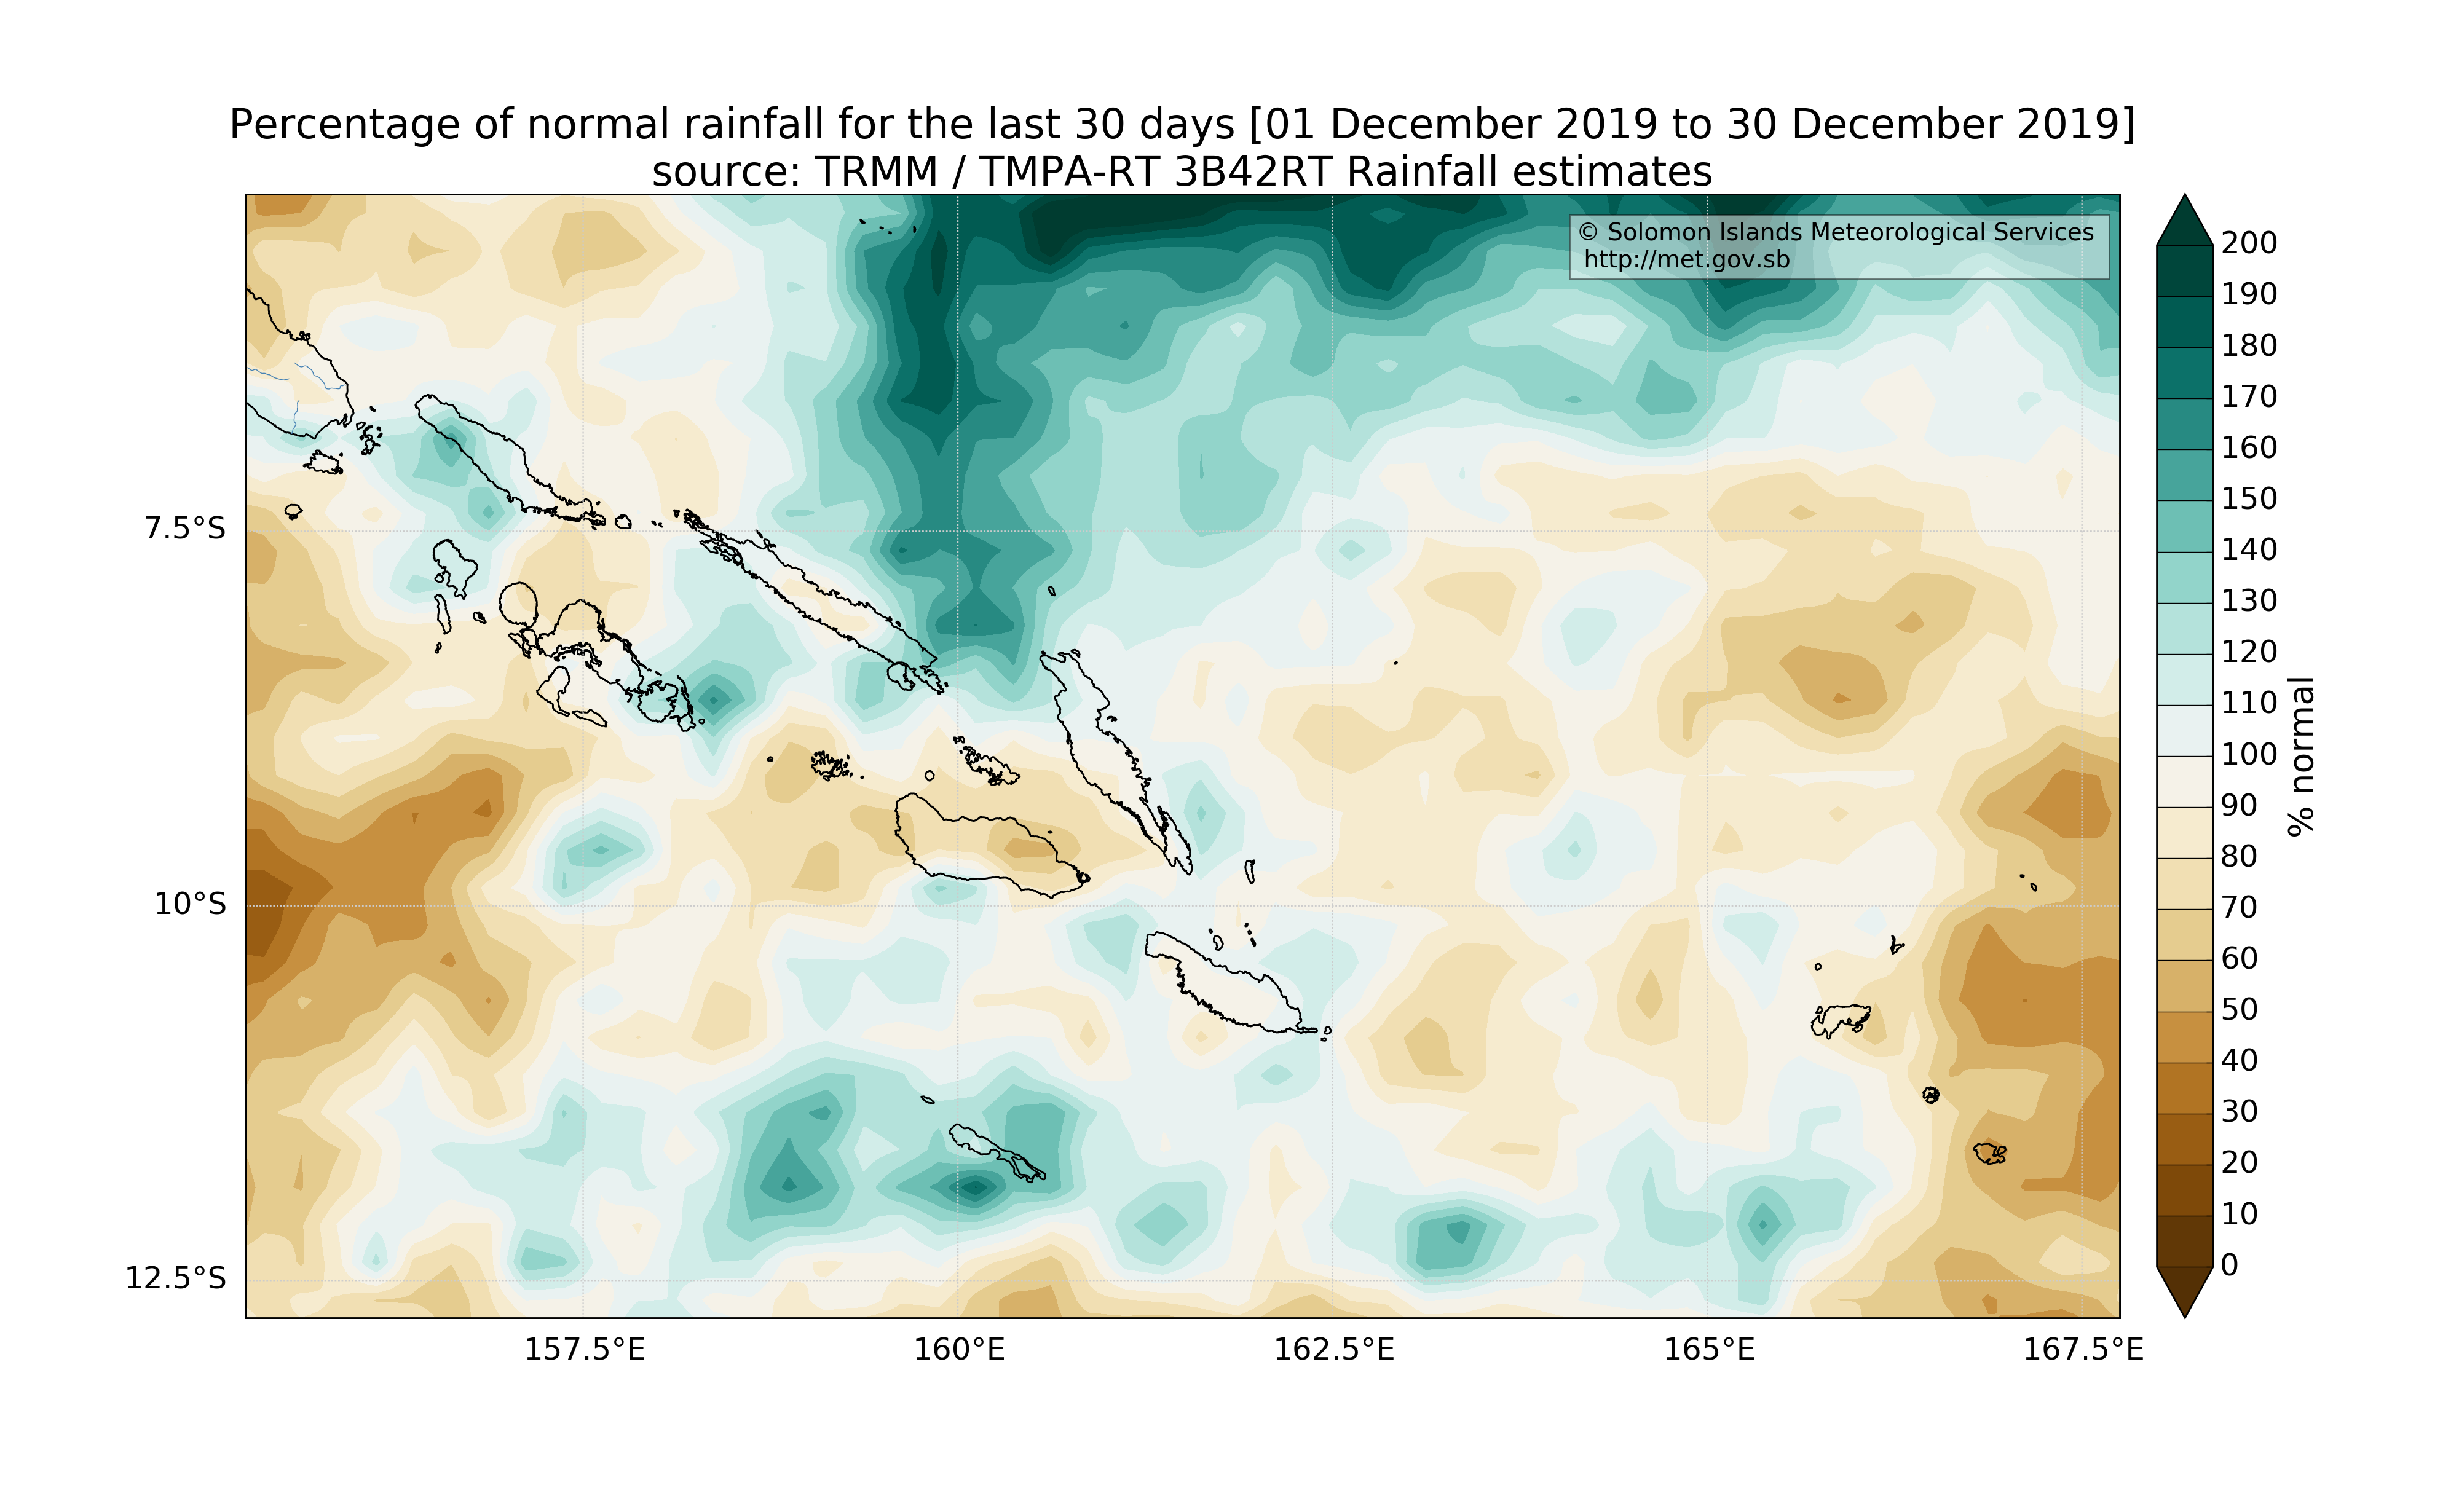 Percentage of normal rainfall for the last 30 days [01 December 2019 to 30 December 2019]
source: TRMM / TMPA-RT 3B42RT Rainfall estimates
© Solomon Islands Meteorological Services
http://met.gov.sb
7.5°S
10°S
12.5°S
157.5°E
160°E
162.5°E
165°E
167.5°E
200
190
180
170
160
150
140
130
120
110
100
90
80
70
60
50
40
30
20
10
0
% normal